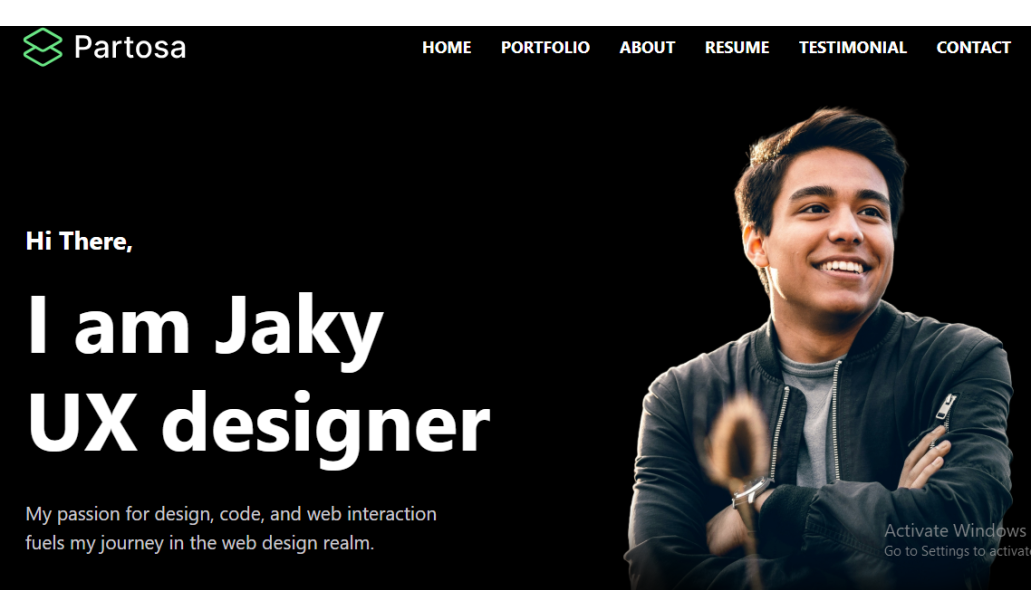 Partosa
HOME PORTFOLIO ABOUT RESUME TESTIMONIAL CONTACT
Hi There,
I am Jaky
UX designer
My passion for design, code, and web interaction
fuels my journey in the web design realm.
Activate Windows
Go to Settings to activate